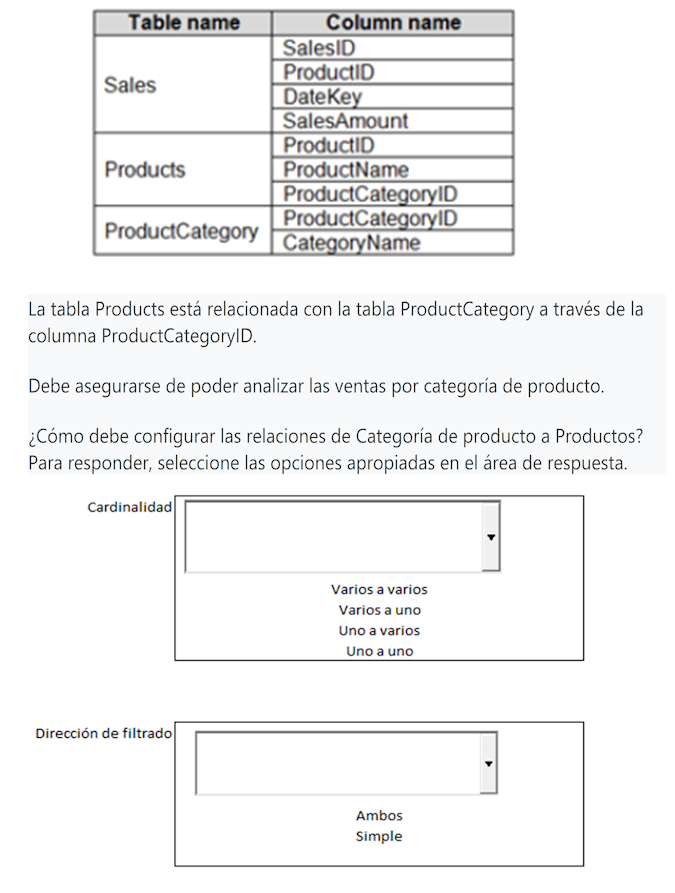 Table name Column name
Sales
SalesID
ProductID
DateKey
SalesAmount
Products
ProductID
ProductName
ProductCategoryID
ProductCategory
ProductCategoryID
CategoryName
La tabla Products está relacionada con la tabla ProductCategory a través de la
columna ProductCategoryID.
Debe asegurarse de poder analizar las ventas por categoría de producto.
¿Cómo debe configurar las relaciones de Categoría de producto a Productos?
Para responder, seleccione las opciones apropiadas en el área de respuesta.
Cardinalidad
Varios a varios
Varios a uno
Uno a varios
Uno a uno
Dirección de filtrado
Ambos
Simple